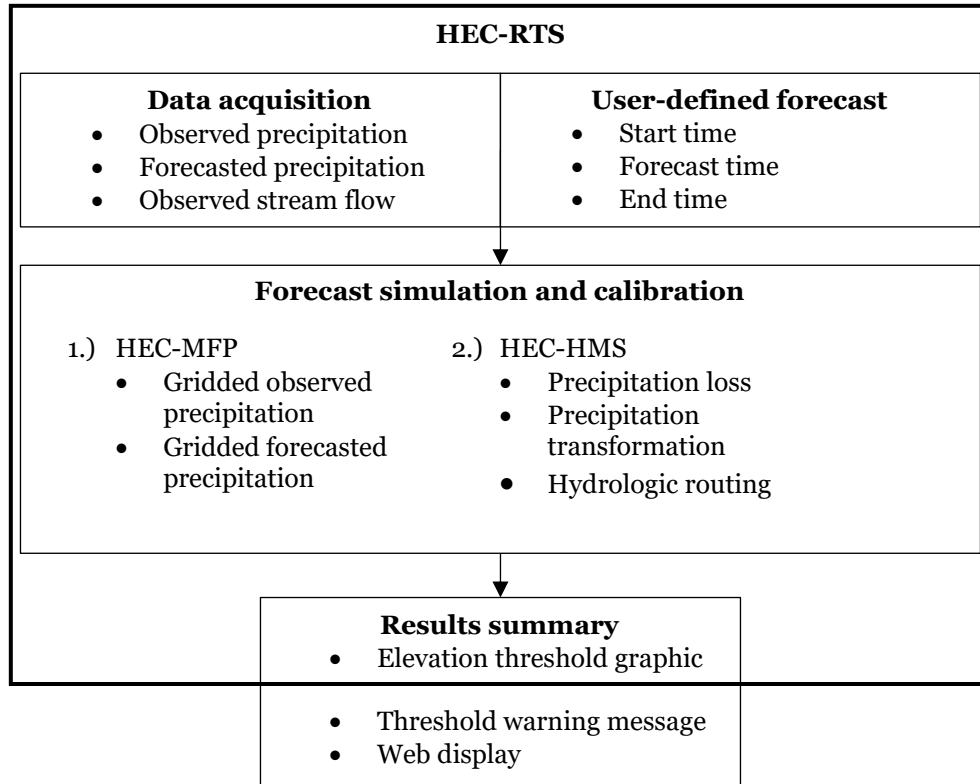 HEC-RTS
Data acquisition
• Observed precipitation
• Forecasted precipitation
• Observed stream flow
User-defined forecast
• Start time
• Forecast time
• End time
Forecast simulation and calibration
1.) HEC-MFP
• Gridded observed
precipitation
• Gridded forecasted
precipitation
2.) HEC-HMS
• Precipitation loss
• Precipitation
transformation
• Hydrologic routing
Results summary
• Elevation threshold graphic
• Threshold warning message
• Web display